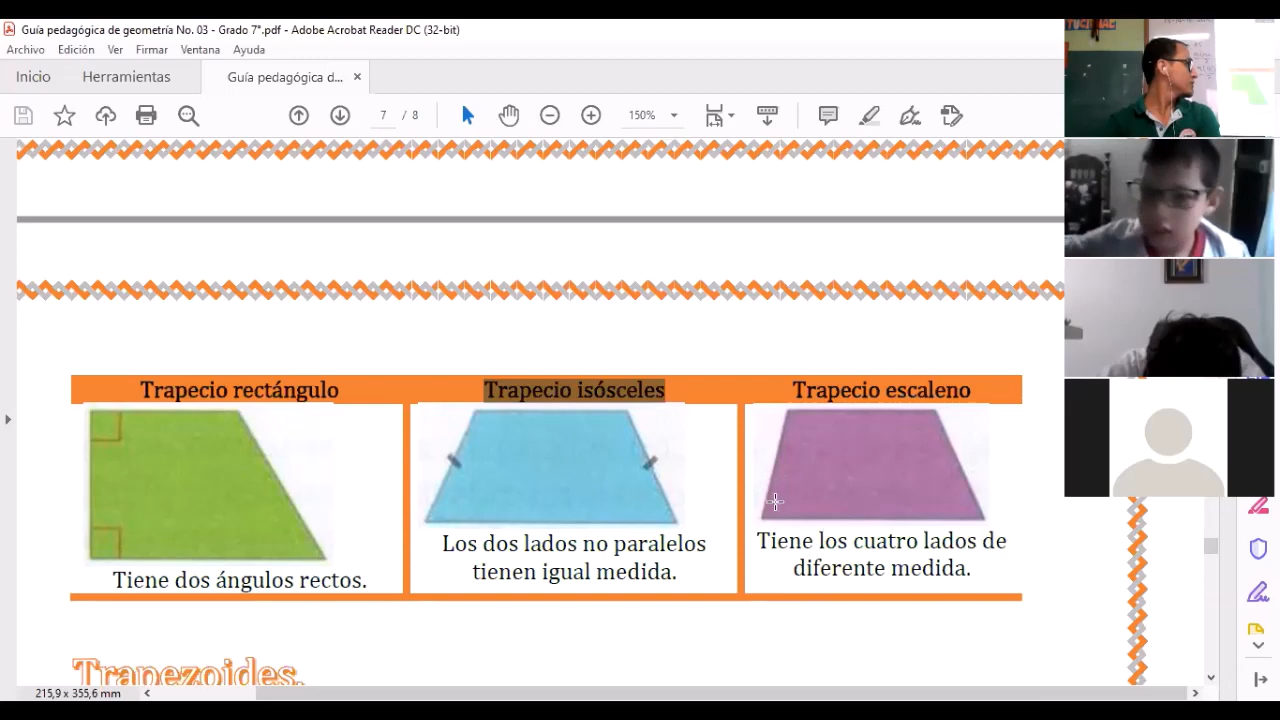 Guía pedagógica de geometría No. 03 - Grado 7°.pdf - Adobe Acrobat Reader DC (32-bit)
Archivo Edición Ver Firmar Ventana Ayuda
Inicio Herramientas Guía pedagógica d... ×
7 / 8 150%
Trapecio rectángulo Trapecio isósceles Trapecio escaleno
Tiene dos ángulos rectos.
Los dos lados no paralelos
tienen igual medida.
Tiene los cuatro lados de
diferente medida.
Trapezoides.
215,9 x 355,6 mm